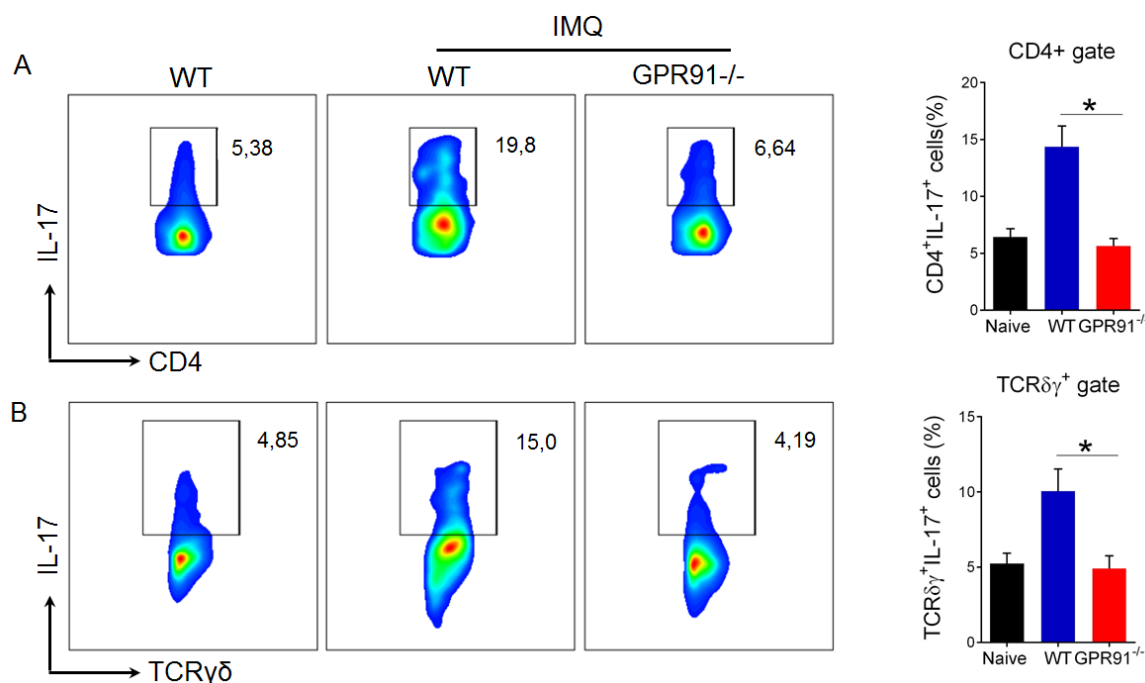 IMQ
A
WT
WT
GPR91-/-
5,38
19,8
6,64
IL-17
CD4
CD4+ gate
CD4+IL-17+ cells(%)
20
15
10
5
0
*
Naive WT GPR91-/-
B
4,85
15,0
4,19
IL-17
TCRγδ
TCRδγ+ gate
TCRδγ+IL-17+ cells (%)
15
10
5
0
*
Naive WT GPR91-/-